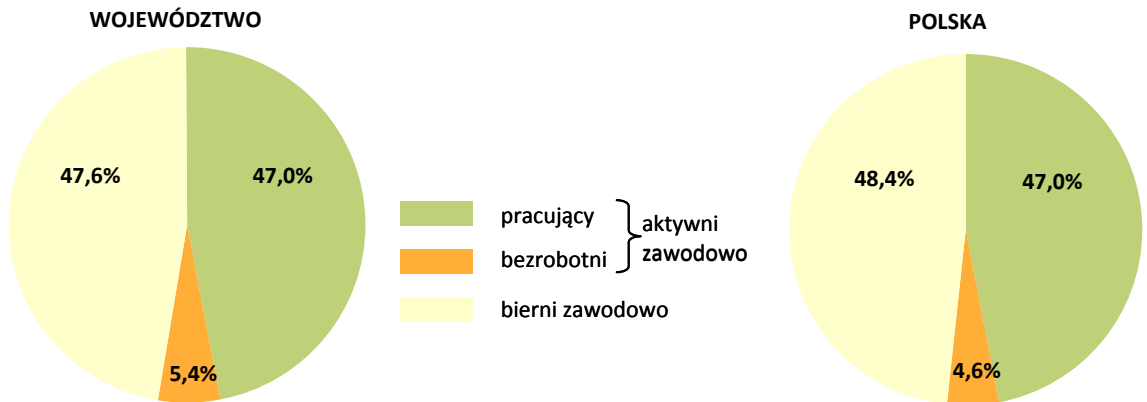 WOJEWÓDZTWO
47,6%
47,0%
5,4%
pracujący
bezrobotni
aktywni
zawodowo
bierni zawodowo
POLSKA
48,4%
47,0%
4,6%